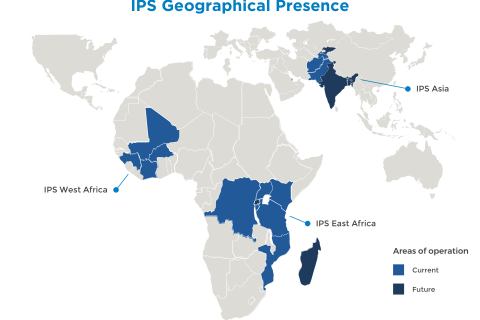 IPS Geographical Presence
IPS Asia
IPS West Africa
IPS East Africa
Areas of operation
Current
Future